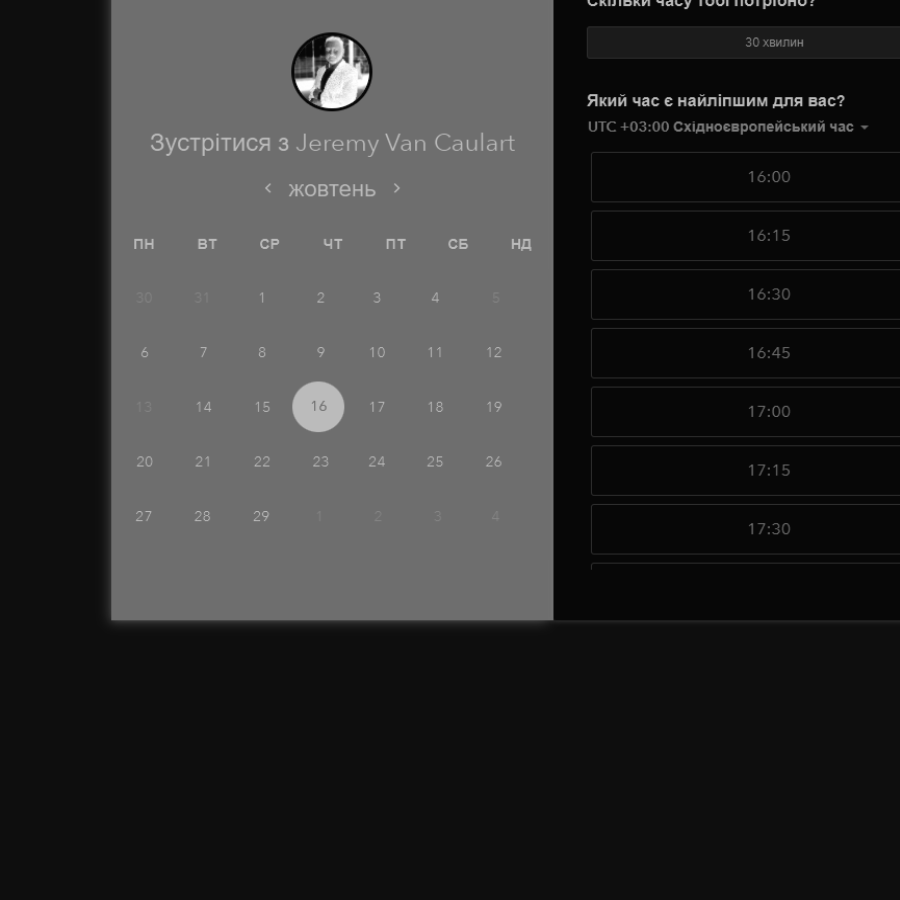 Зустрітися з Jeremy Van Caulart
жовтень
ПН ВТ СР ЧТ ПТ СБ НД
30 31 1 2 3 4 5
6 7 8 9 10 11 12
13 14 15 16 17 18 19
20 21 22 23 24 25 26
27 28 29 1 2 3 4
Скільки часу тобі потрібно?
30 хвилин
Який час є найліпшим для вас?
UTC +03:00 Східноєвропейський час
16:00
16:15
16:30
16:45
17:00
17:15
17:30